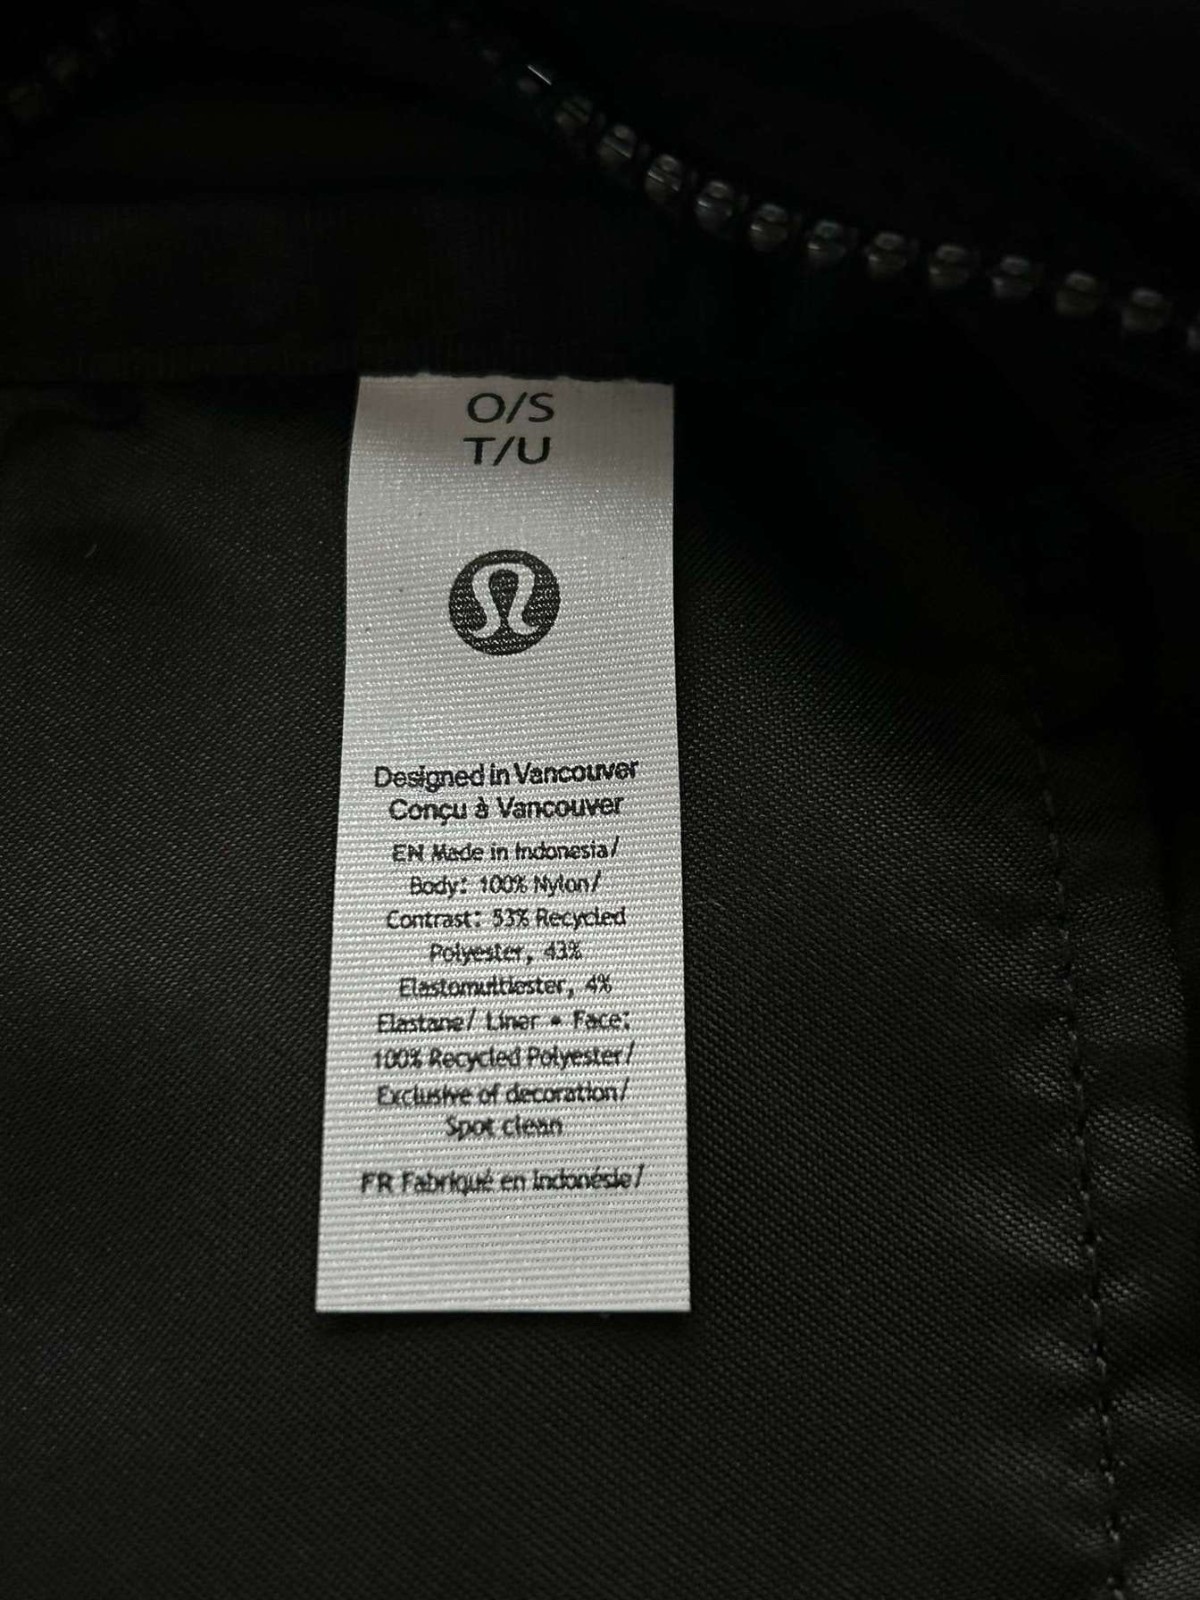 O/S
T/U
Designed in Vancouver
Conçu à Vancouver
EN Made in Indonesia/
Body: 100% Nylon/
Contrast: 53% Recycled
Polyester, 43%
Elastomultiester, 4%
Elastane/ Liner • Face:
100% Recycled Polyester/
Exclusive of decoration/
Spot clean
FR Fabriqué en Indonésie/